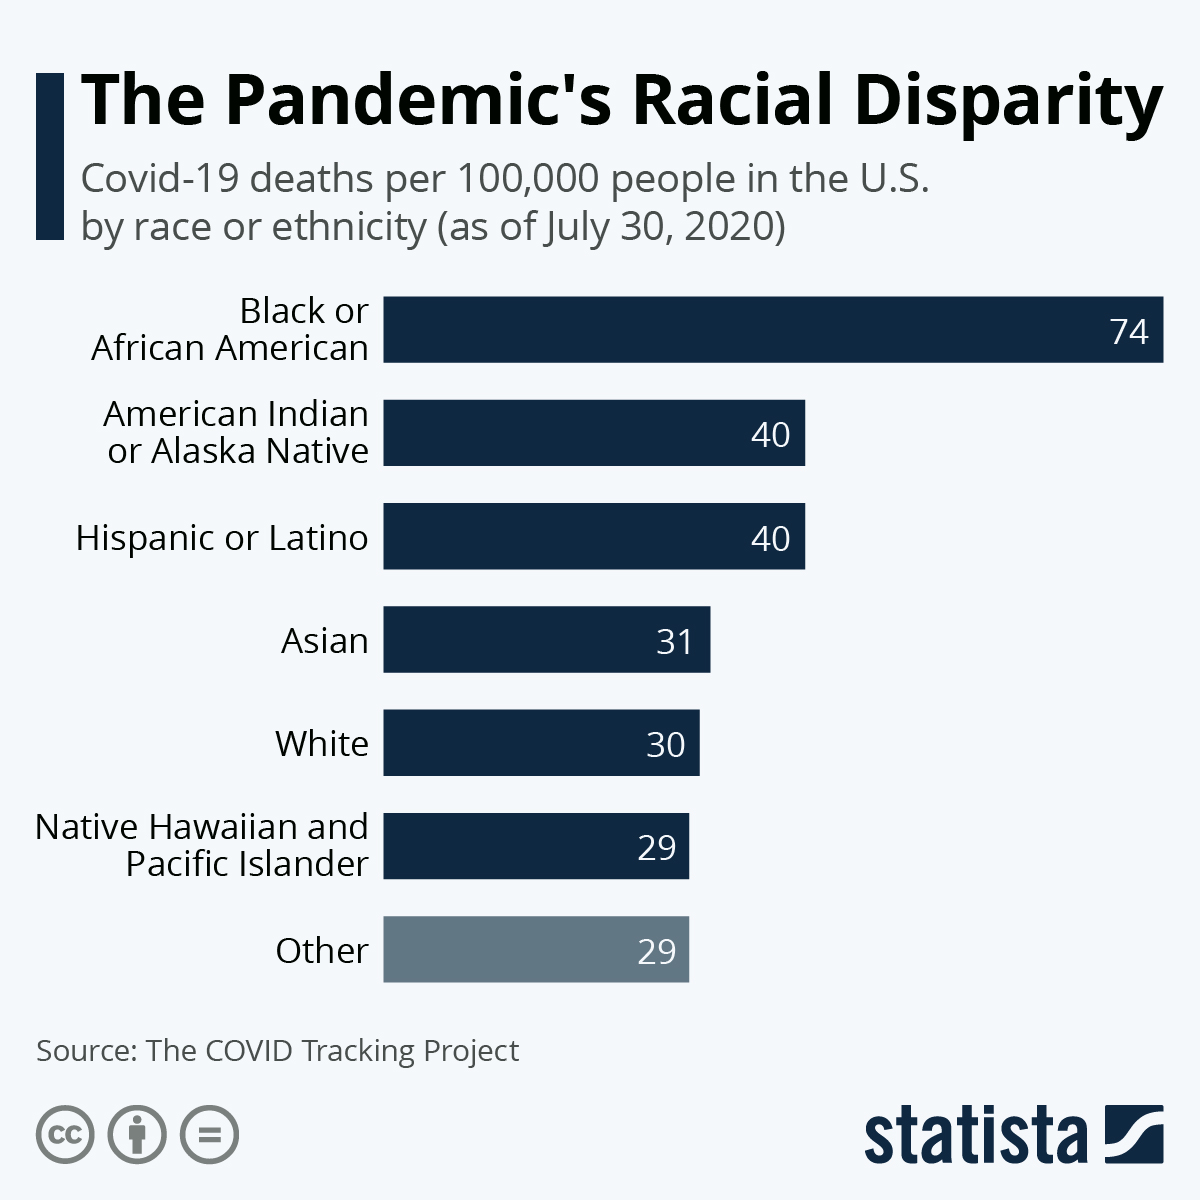 The Pandemic's Racial Disparity
Covid-19 deaths per 100,000 people in the U.S.
by race or ethnicity (as of July 30, 2020)
Black or
African American
74
American Indian
or Alaska Native
40
Hispanic or Latino
40
Asian
31
White
30
Native Hawaiian and
Pacific Islander
29
Other
29
Source: The COVID Tracking Project
cc
statista